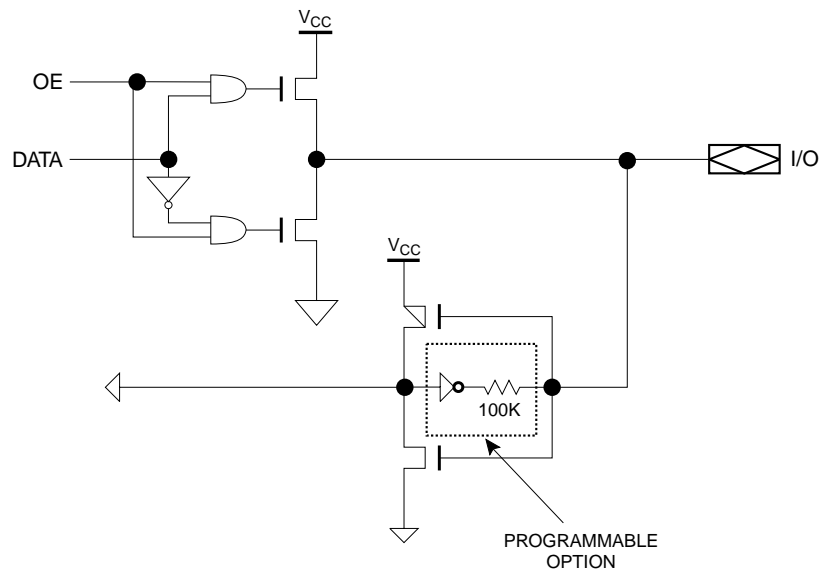 VCC
OE
DATA
I/O
VCC
100K
PROGRAMMABLE
OPTION